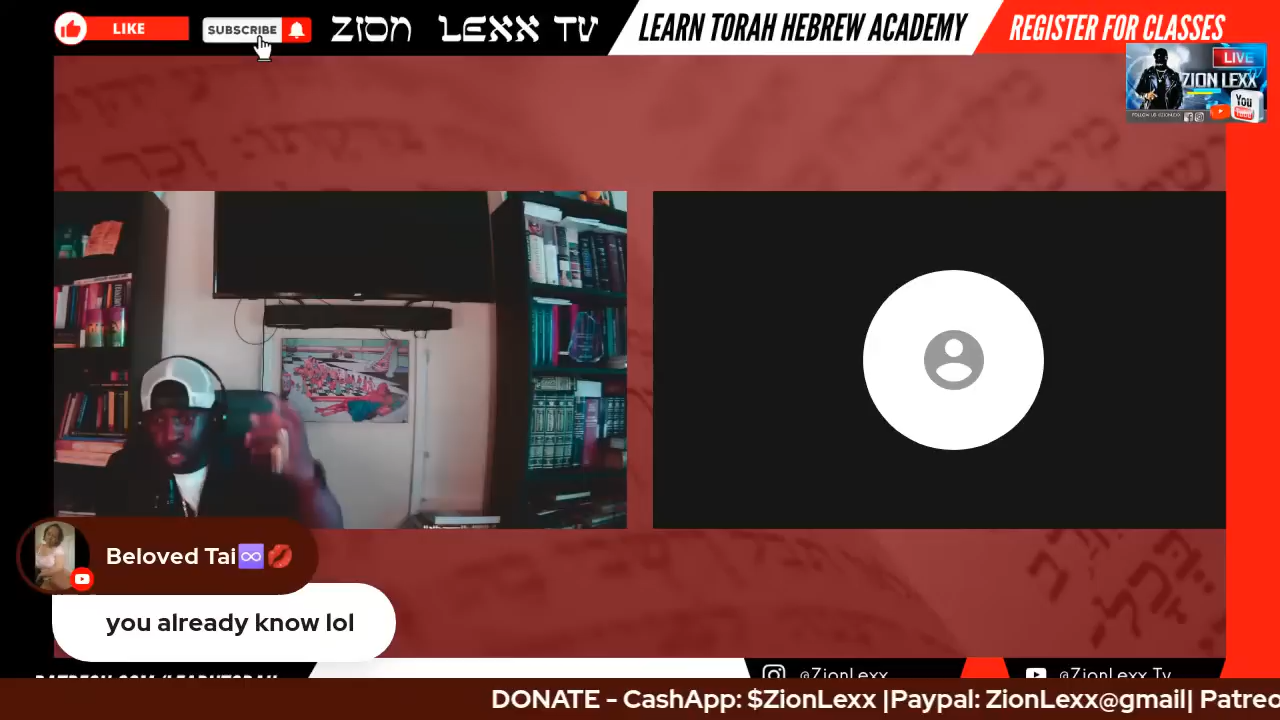 LIKE
SUBSCRIBE
ZION LEXX TV
LEARN TORAH HEBREW ACADEMY
REGISTER FOR CLASSES
LIVE
ZION LEXX
You
Beloved Tai♾️💋
you already know lol
@ZionLexx
@ZionLexx Tv
DONATE - CashApp: $ZionLexx |Paypal: ZionLexx@gmail| Patreo